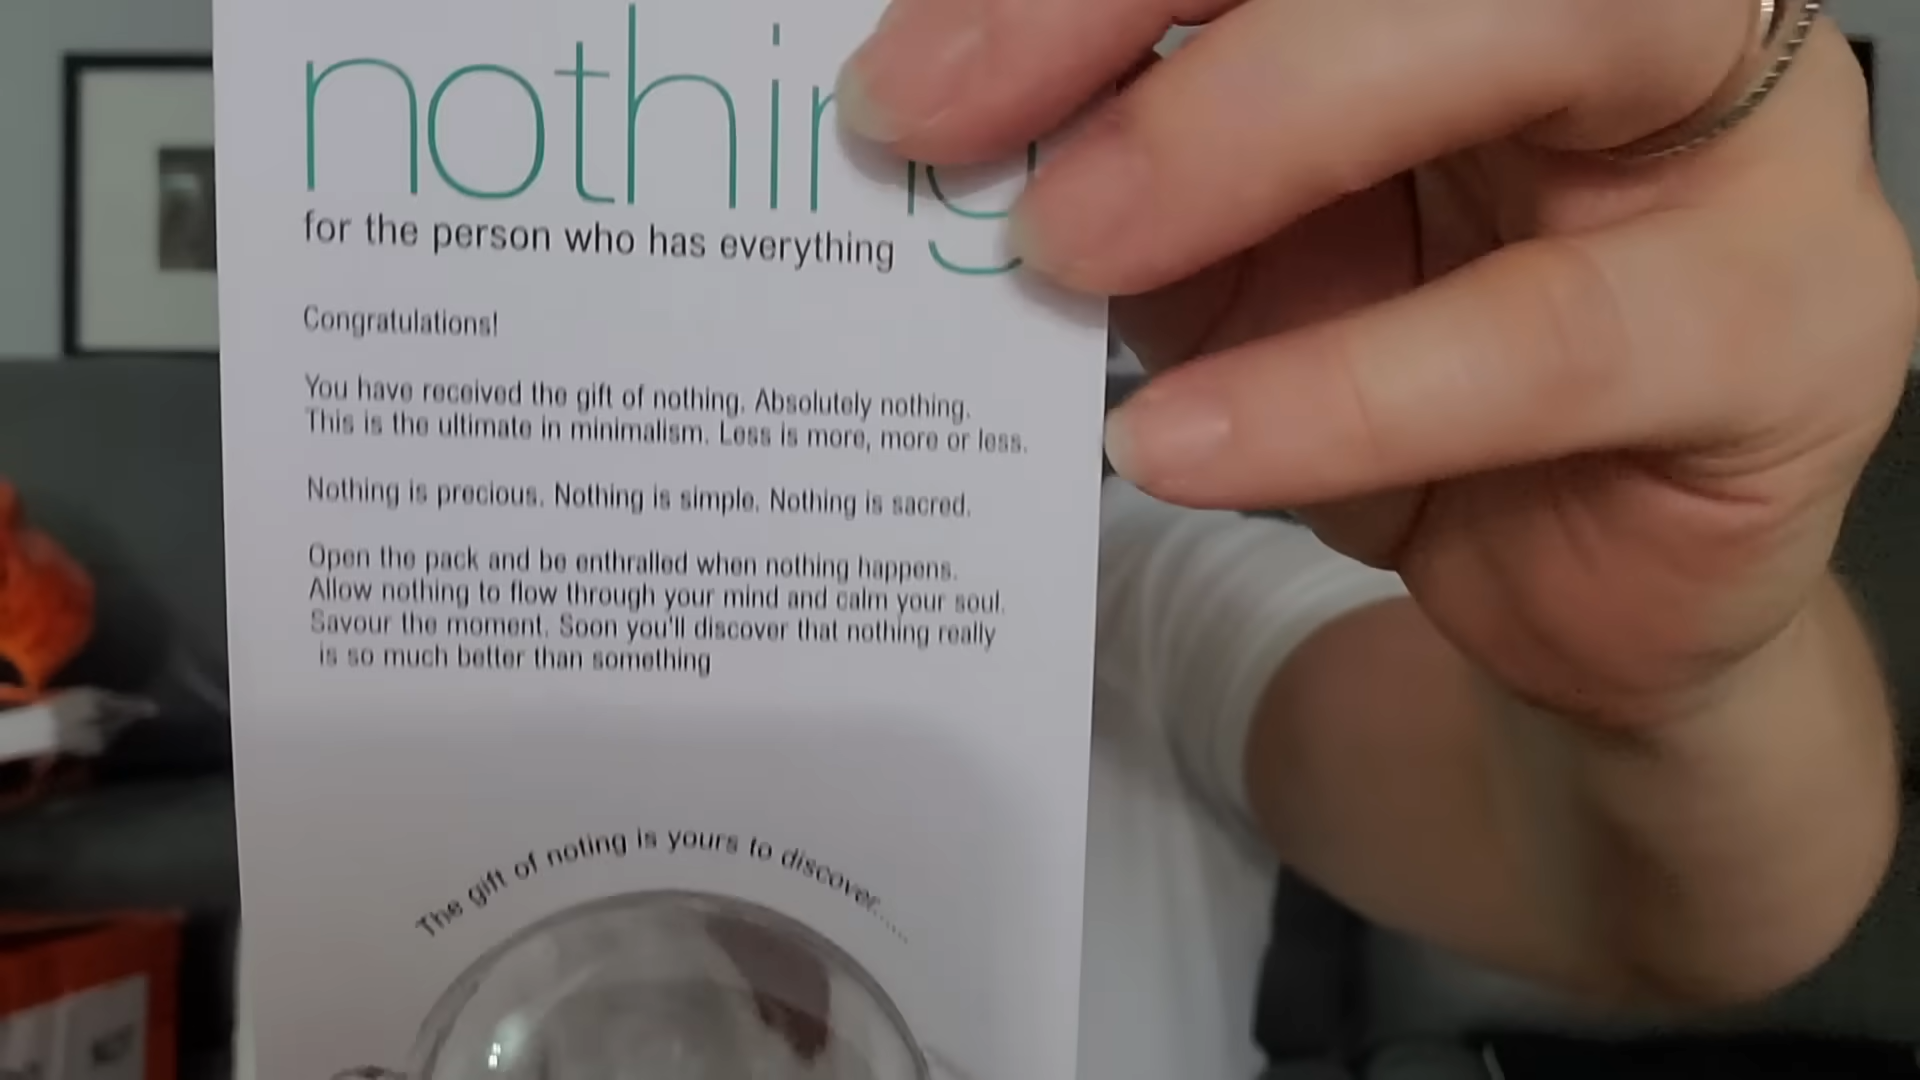 nothing
for the person who has everything
Congratulations!
You have received the gift of nothing. Absolutely nothing.
This is the ultimate in minimalism. Less is more, more or less.
Nothing is precious. Nothing is simple. Nothing is sacred.
Open the pack and be enthralled when nothing happens.
Allow nothing to flow through your mind and calm your soul.
Savour the moment. Soon you'll discover that nothing really
is so much better than something
The gift of noting is yours to discover......